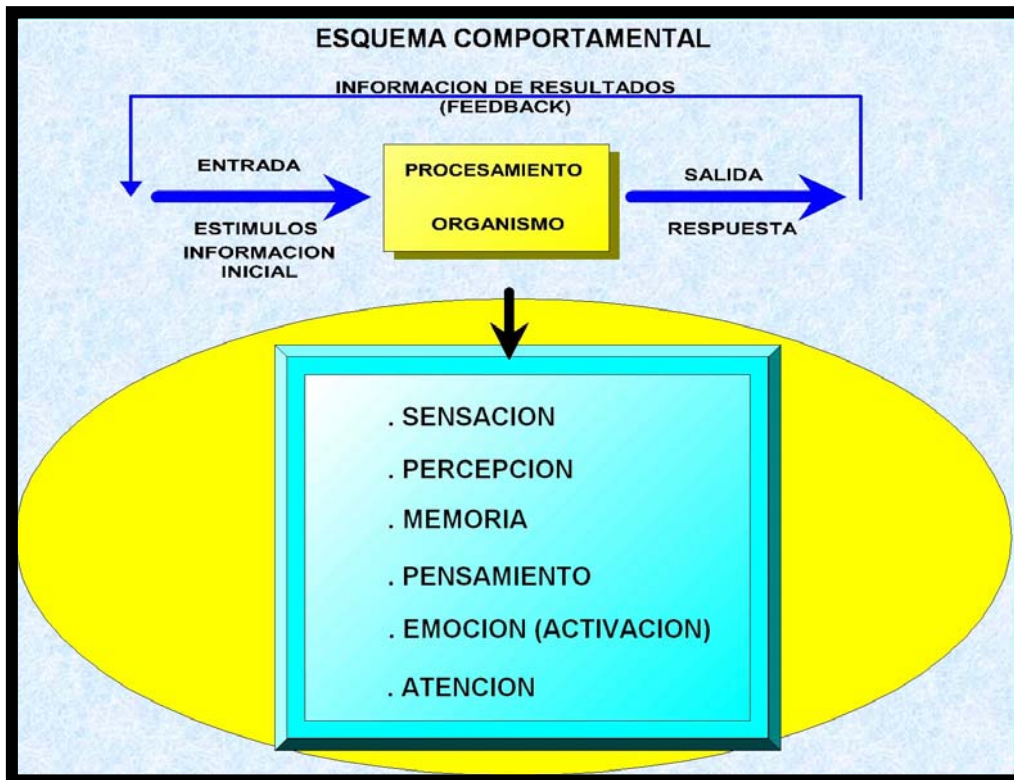 ESQUEMA COMPORTAMENTAL
INFORMACION DE RESULTADOS
(FEEDBACK)
ENTRADA
ESTIMULOS
INFORMACION
INICIAL
PROCESAMIENTO
ORGANISMO
SALIDA
RESPUESTA
. SENSACION
. PERCEPCION
. MEMORIA
. PENSAMIENTO
. EMOCION (ACTIVACION)
. ATENCION